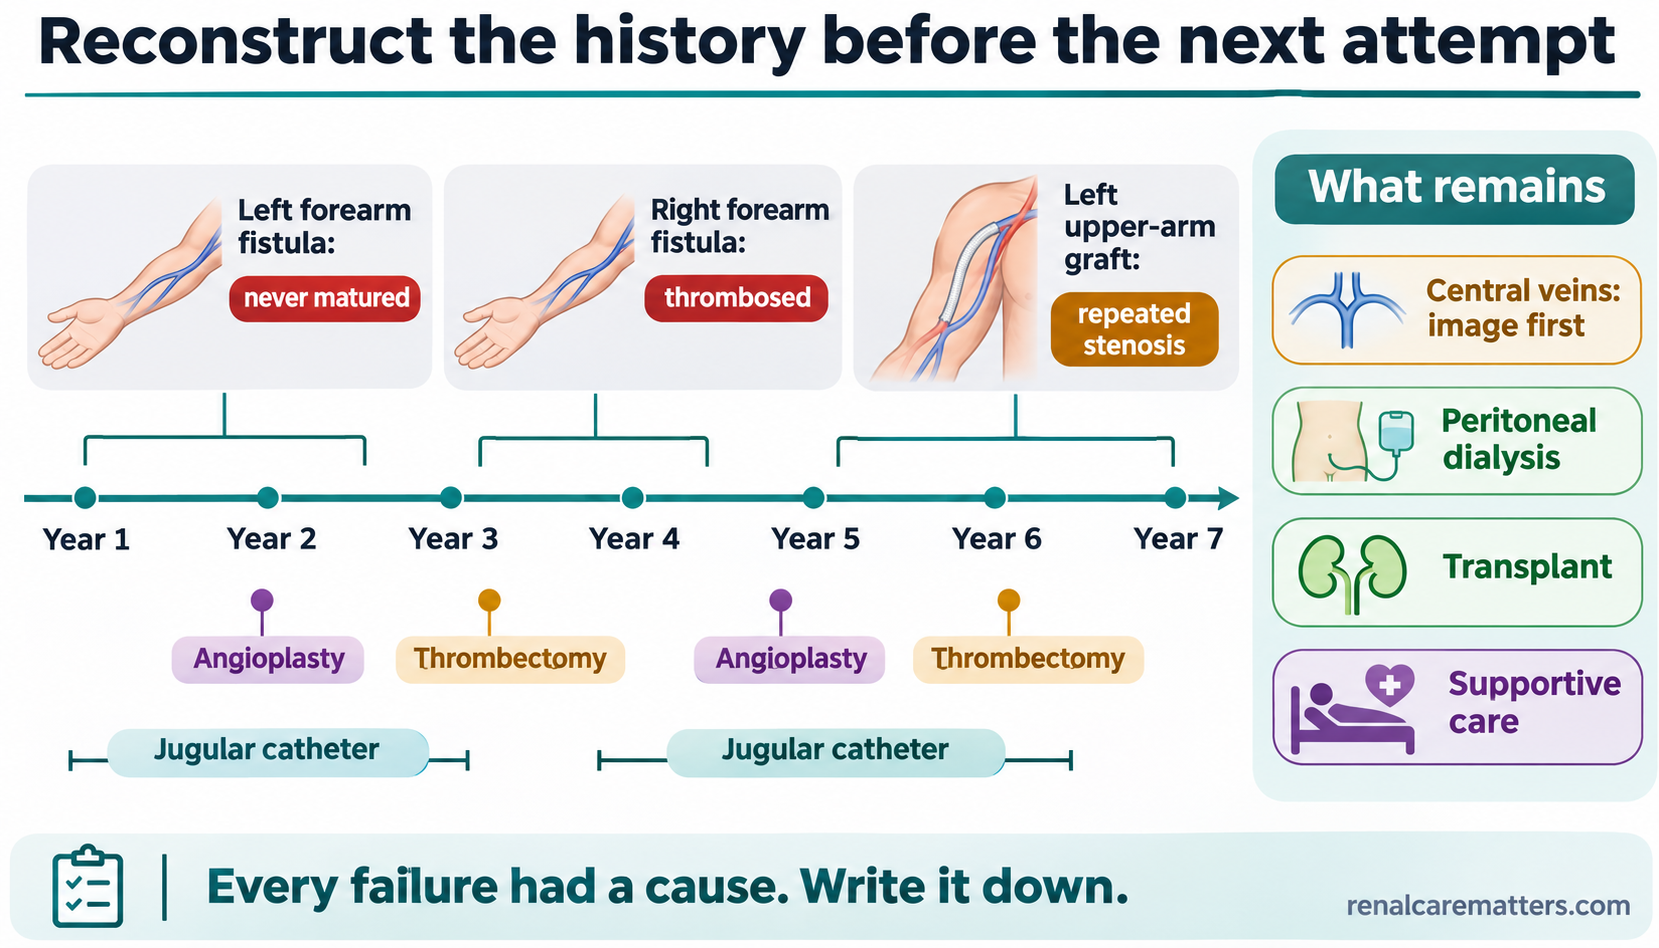 Reconstruct the history before the next attempt
Left forearm
fistula:
never matured
Right forearm
fistula:
thrombosed
Left
upper-arm
graft:
repeated
stenosis
Year 1
Year 2
Year 3
Year 4
Year 5
Year 6
Year 7
Angioplasty
Thrombectomy
Angioplasty
Thrombectomy
Jugular catheter
Jugular catheter
What remains
Central veins:
image first
Peritoneal
dialysis
Transplant
Supportive
care
Every failure had a cause. Write it down.
renalcarematters.com